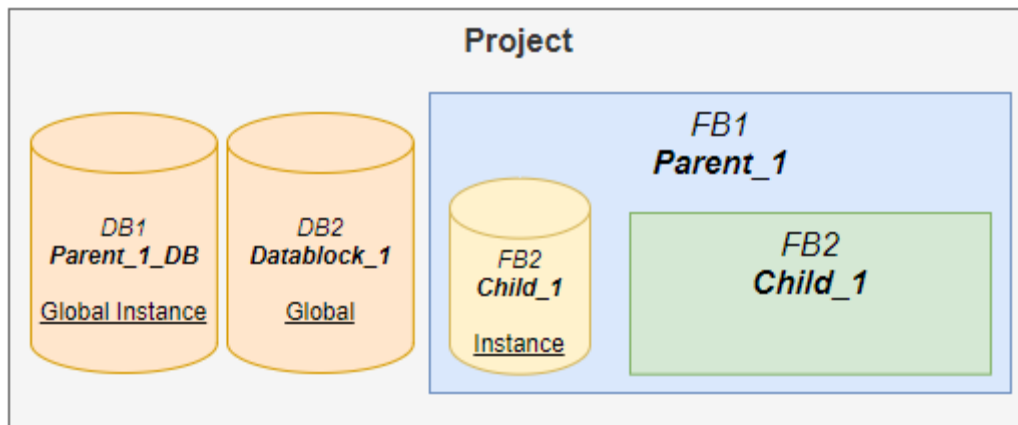 Project
DB1
Parent_1_DB
Global Instance
DB2
Datablock_1
Global
FB1
Parent_1
FB2
Child_1
Instance
FB2
Child_1